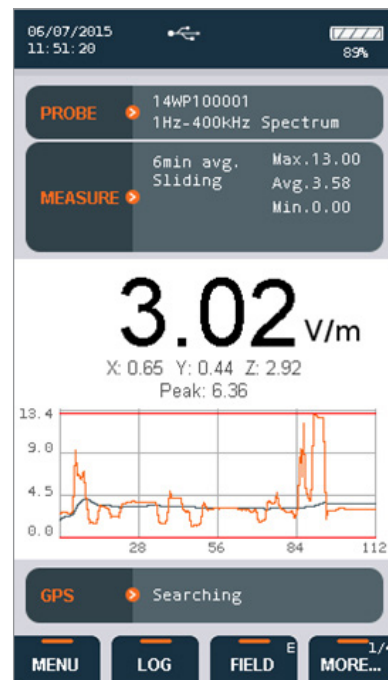 06/07/2015
11:51:20
89%
PROBE
14WP100001
1Hz-400kHz Spectrum
MEASURE
6min avg. Max.13.00
Sliding Avg.3.58
Min.0.00
3.02 V/m
X: 0.65 Y: 0.44 Z: 2.92
Peak: 6.36
13.4
9.0
4.5
0.0
28 56 84 112
GPS
Searching
MENU LOG FIELD E MORE... 1/4